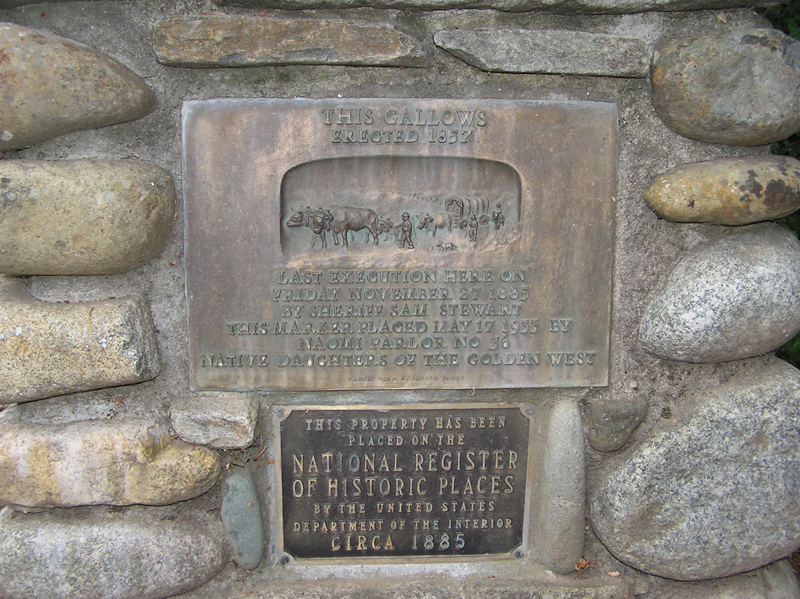 THIS GALLOWS
ERECTED 1857
LAST EXECUTION HERE ON
FRIDAY NOVEMBER 27 1885
BY SHERIFF SAM STEWART
THIS MARKER PLACED MAY 17 1955 BY
NAOMI PARLOR NO 36
NATIVE DAUGHTERS OF THE GOLDEN WEST
THIS PROPERTY HAS BEEN
PLACED ON THE
NATIONAL REGISTER
OF HISTORIC PLACES
BY THE UNITED STATES
DEPARTMENT OF THE INTERIOR
CIRCA 1885